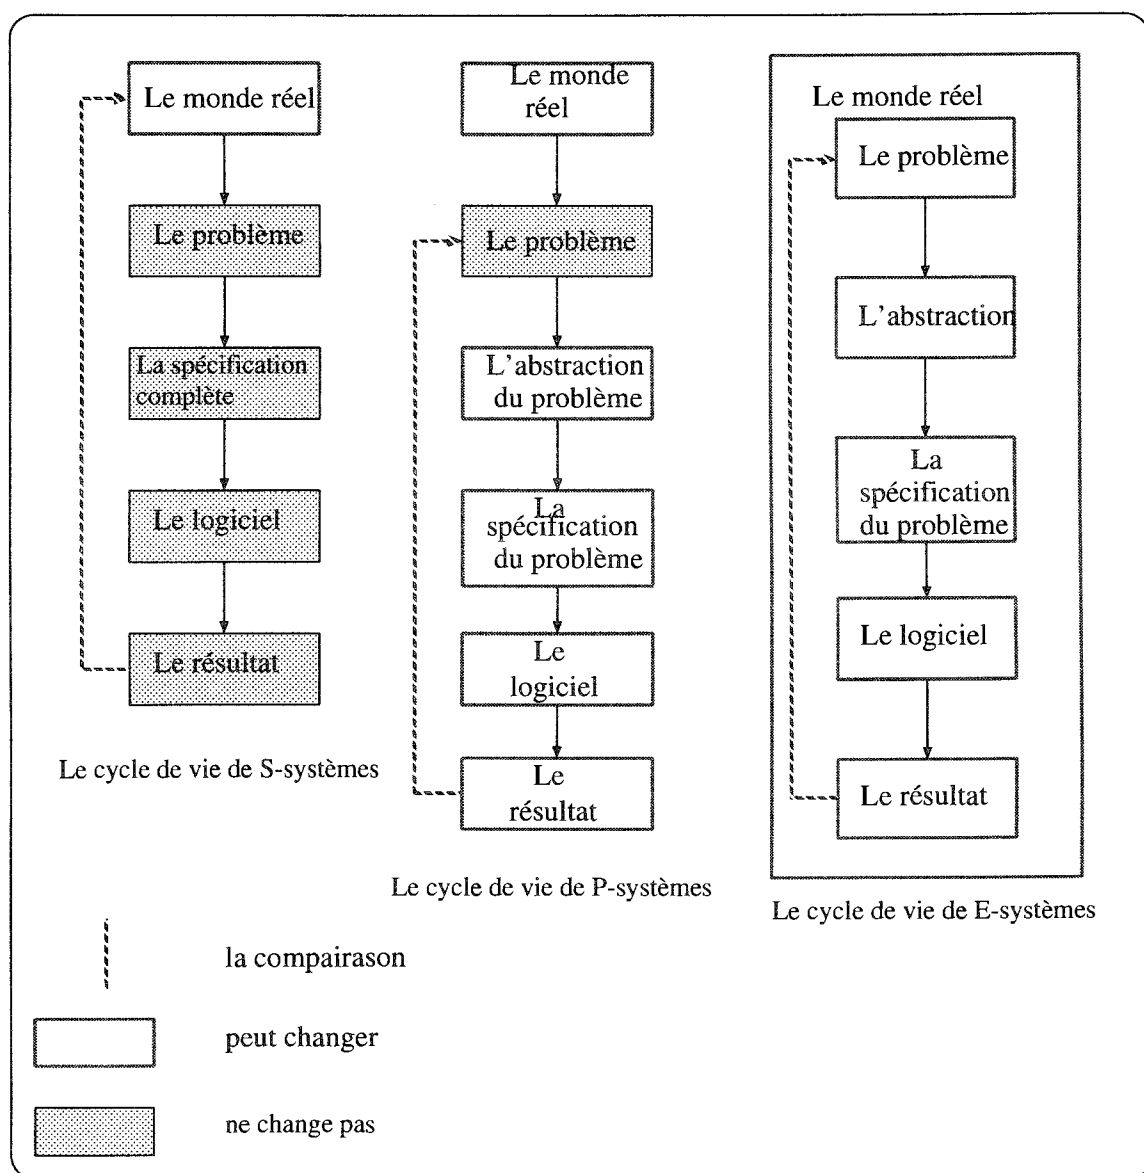 Le monde réel
Le problème
La spécification
complète
Le logiciel
Le résultat
Le cycle de vie de S-systèmes
Le monde
réel
Le problème
L'abstraction
du problème
La
spécification
du problème
Le
logiciel
Le
résultat
Le cycle de vie de P-systèmes
Le monde réel
Le problème
L'abstraction
La
spécification
du problème
Le logiciel
Le résultat
Le cycle de vie de E-systèmes
la compairason
peut changer
ne change pas